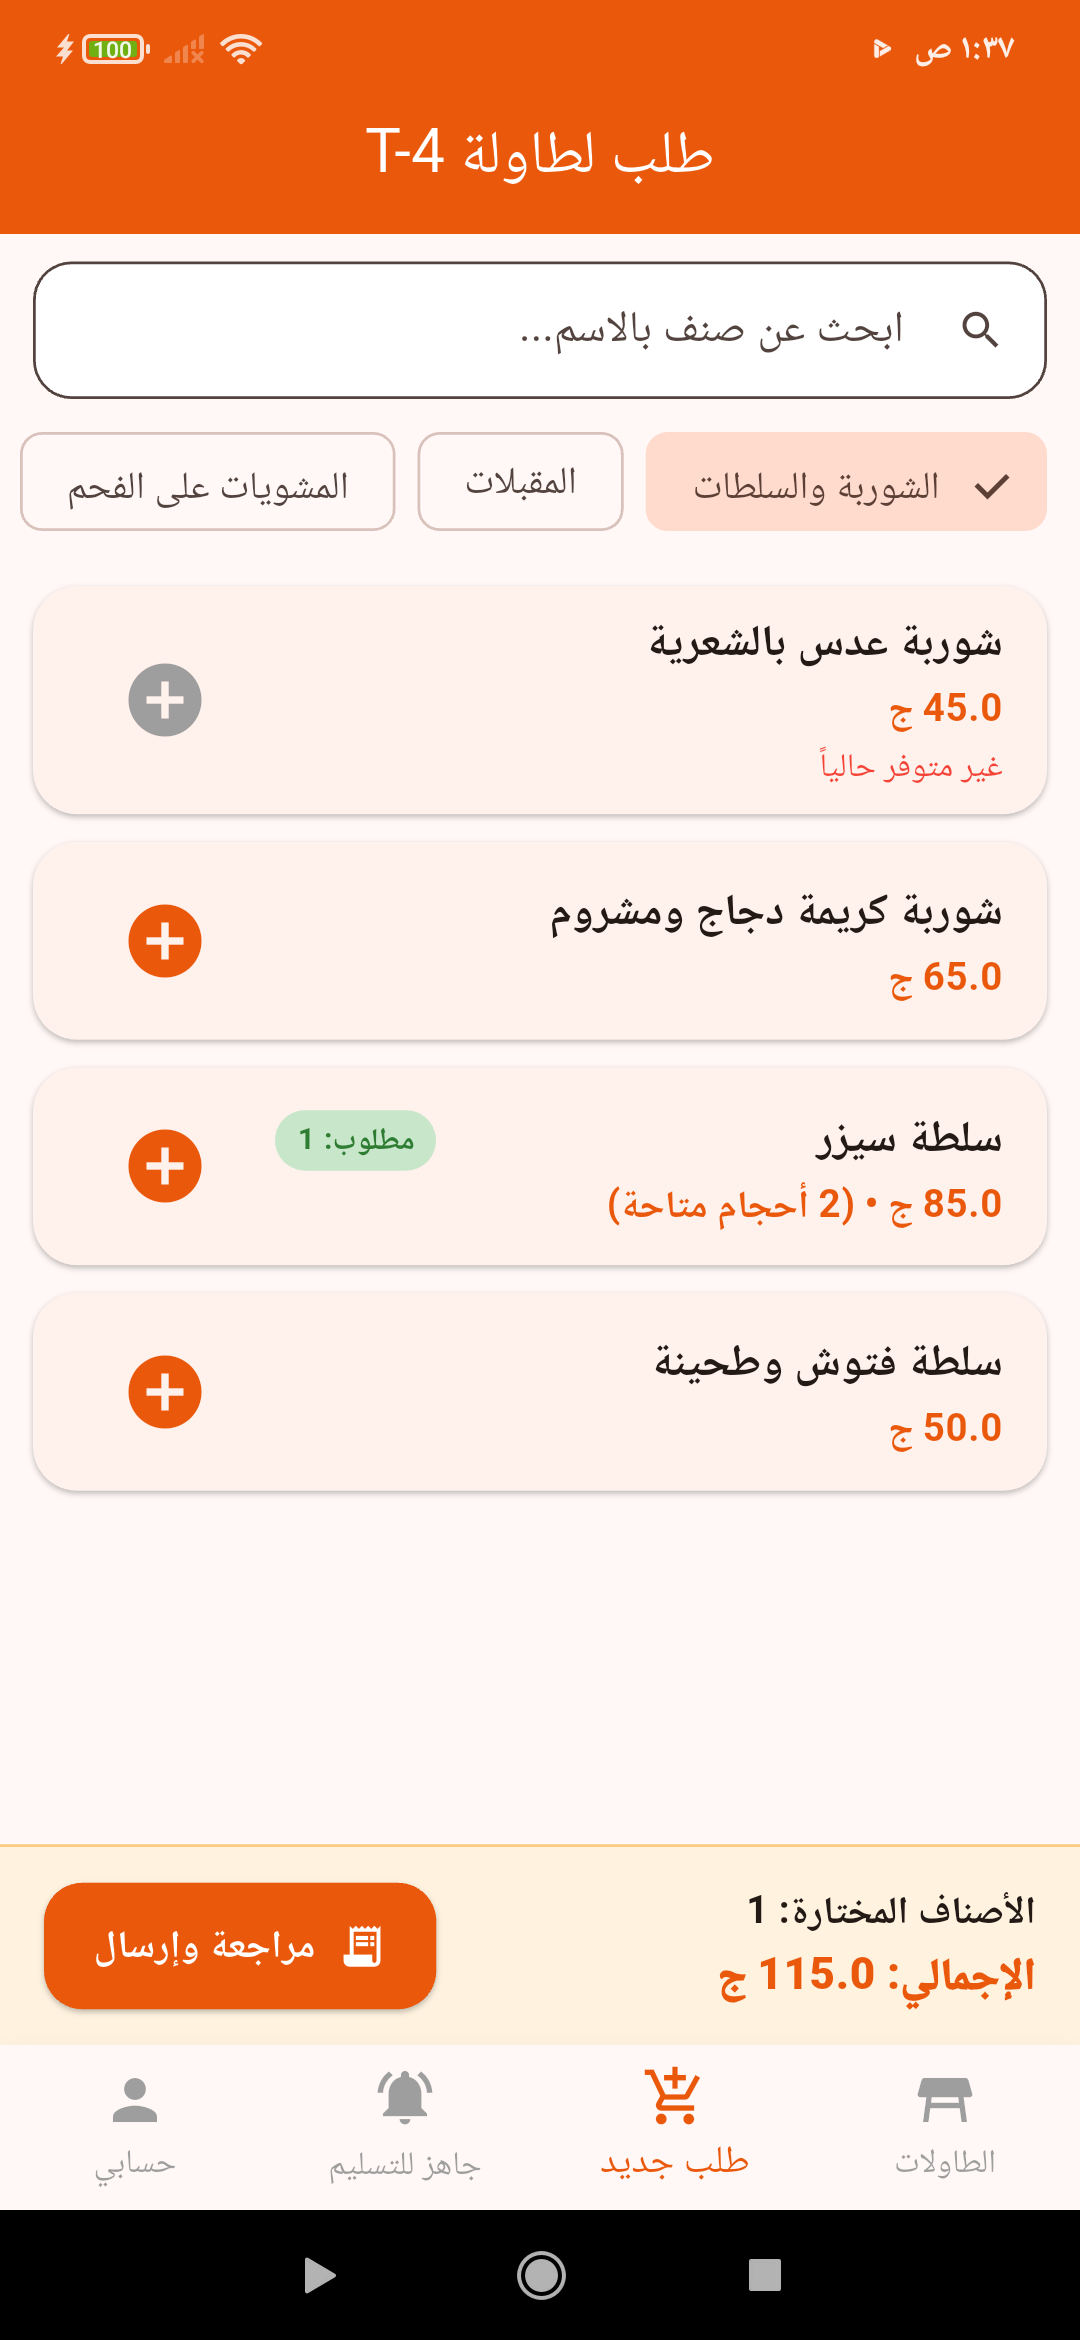 ١:٣٧ ص
100
طلب لطاولة T-4
ابحث عن صنف بالاسم...
الشوربة والسلطات
المقبلات
المشويات على الفحم
شوربة عدس بالشعرية
45.0 ج
غير متوفر حالياً
شوربة كريمة دجاج ومشروم
65.0 ج
سلطة سيزر
مطلوب: 1
85.0 ج • (2 أحجام متاحة)
سلطة فتوش وطحينة
50.0 ج
الأصناف المختارة: 1
الإجمالي: 115.0 ج
مراجعة وإرسال
الطاولات
طلب جديد
جاهز للتسليم
حسابي